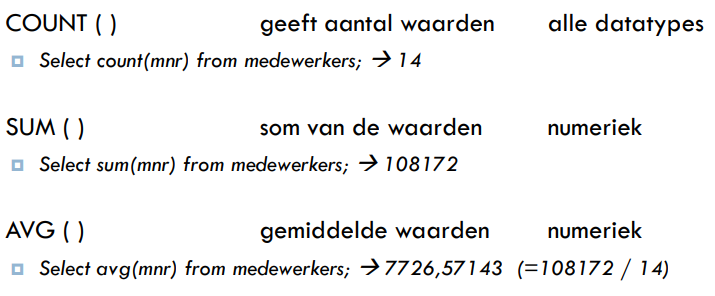 COUNT ( ) geeft aantal waarden alle datatypes
Select count(mnr) from medewerkers; → 14
SUM ( ) som van de waarden numeriek
Select sum(mnr) from medewerkers; → 108172
AVG ( ) gemiddelde waarden numeriek
Select avg(mnr) from medewerkers; → 7726,57143 (=108172 / 14)